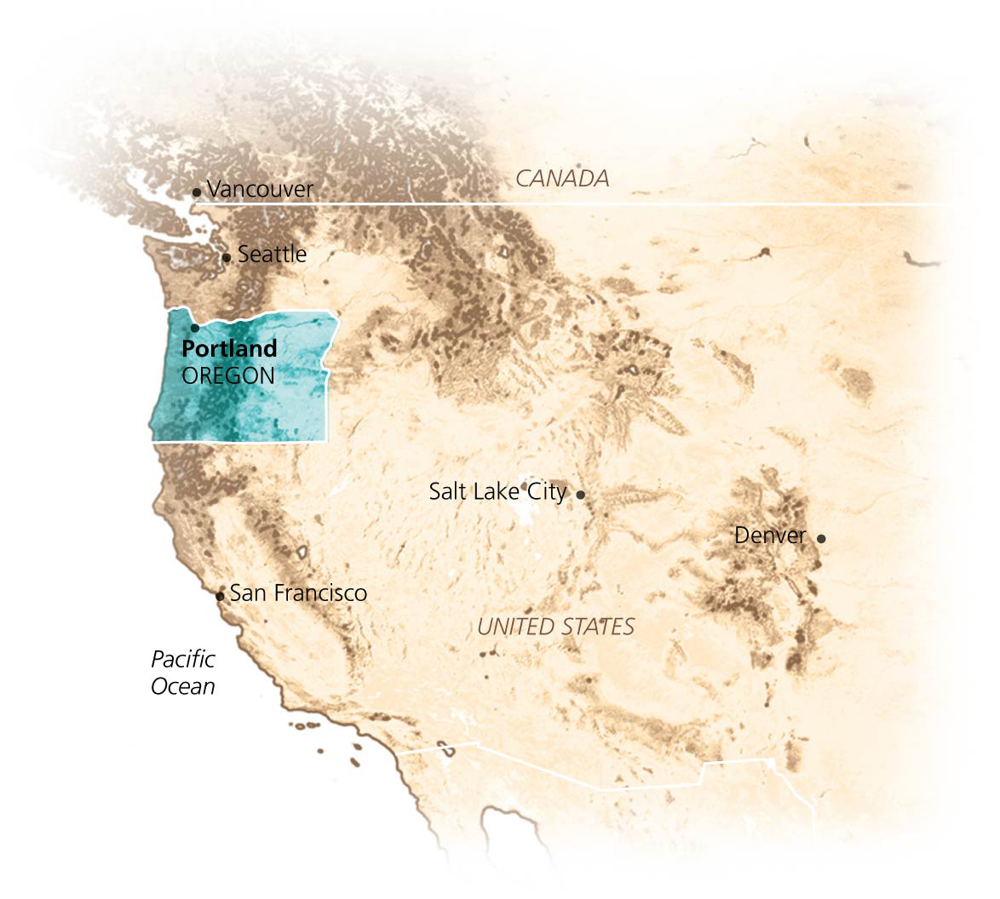 CANADA
Vancouver
Seattle
Portland
OREGON
Salt Lake City
Denver
San Francisco
UNITED STATES
Pacific
Ocean